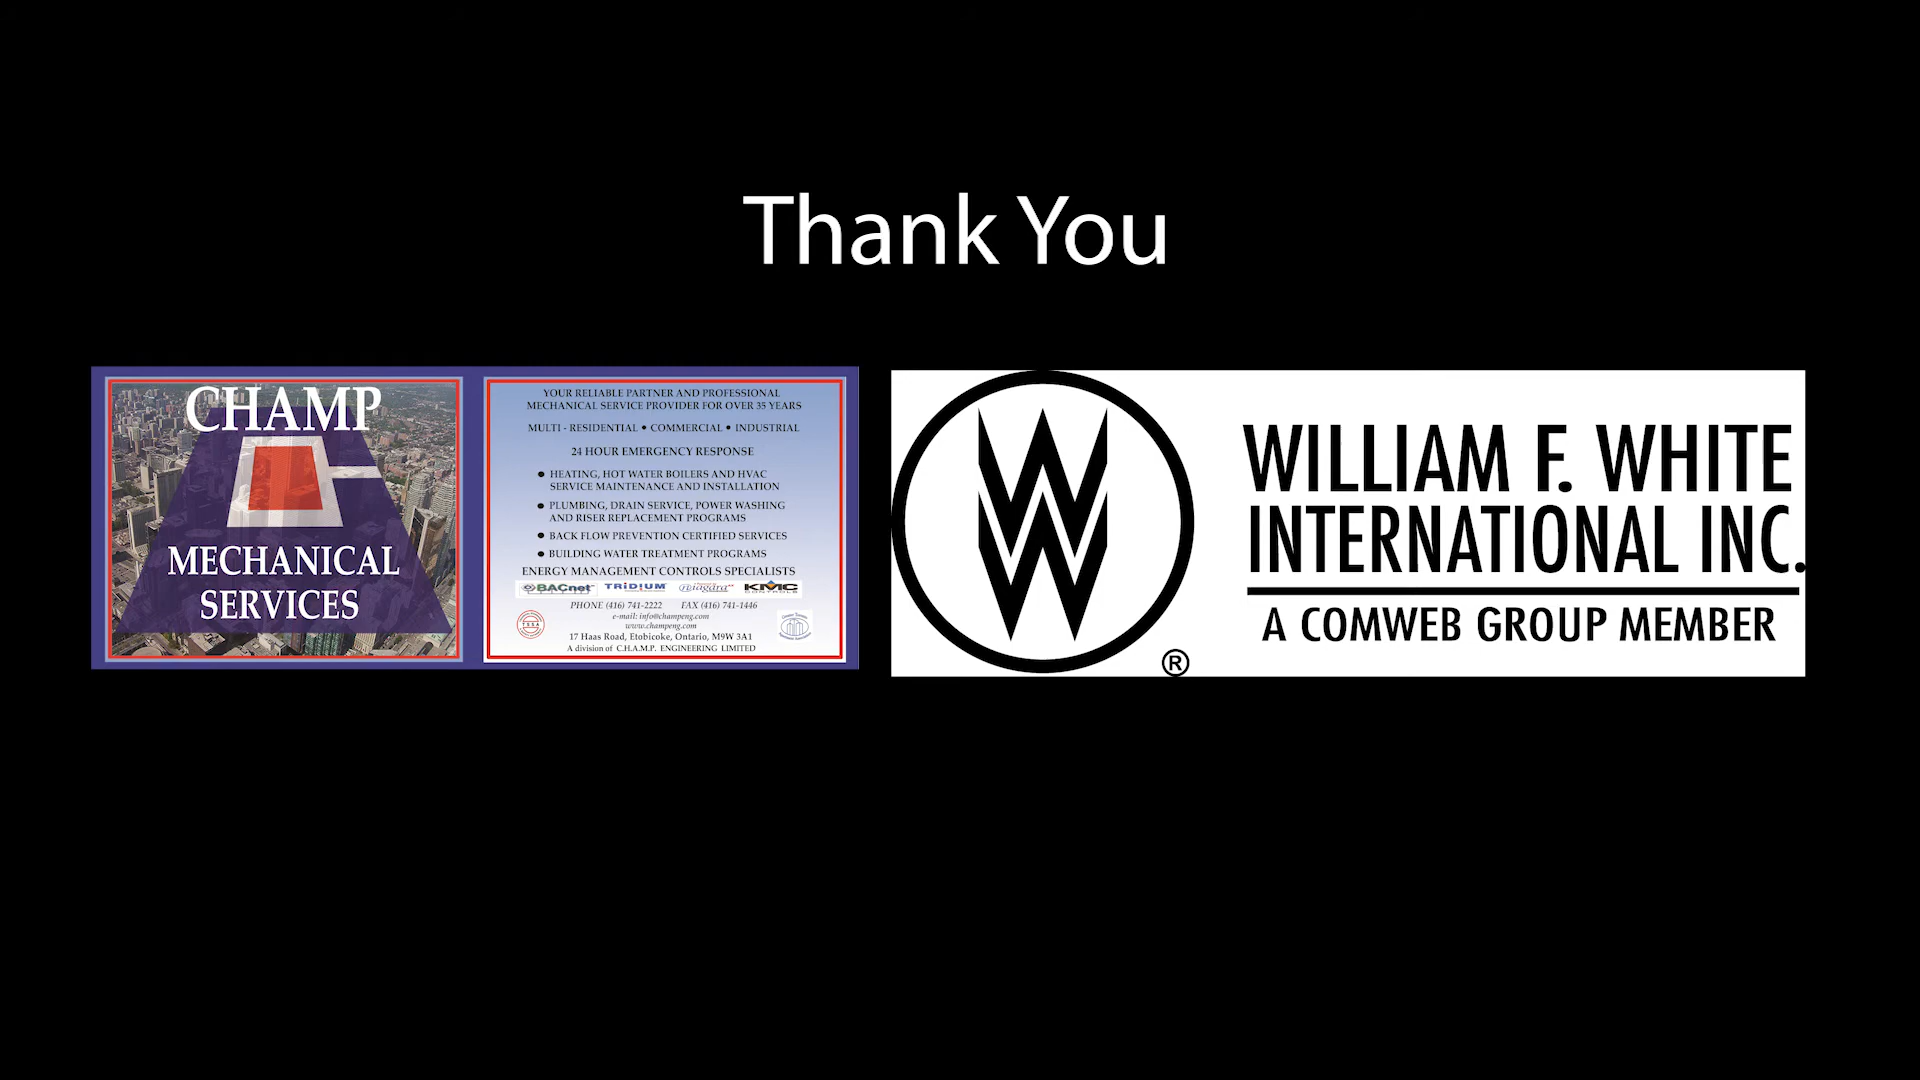 Thank You
CHAMP
MECHANICAL
SERVICES
YOUR RELIABLE PARTNER AND PROFESSIONAL
MECHANICAL SERVICE PROVIDER FOR OVER 35 YEARS
MULTI - RESIDENTIAL • COMMERCIAL • INDUSTRIAL
24 HOUR EMERGENCY RESPONSE
• HEATING, HOT WATER BOILERS AND HVAC
SERVICE MAINTENANCE AND INSTALLATION
• PLUMBING, DRAIN SERVICE, POWER WASHING
AND RISER REPLACEMENT PROGRAMS
• BACK FLOW PREVENTION CERTIFIED SERVICES
• BUILDING WATER TREATMENT PROGRAMS
ENERGY MANAGEMENT CONTROLS SPECIALISTS
BACnet TRIDIUM niagara KMC
CONTROLS
PHONE (416) 741-2222 FAX (416) 741-1446
e-mail: info@champeng.com
www.champeng.com
TSSA
17 Haas Road, Etobicoke, Ontario, M9W 3A1
A division of C.H.A.M.P. ENGINEERING LIMITED
WILLIAM F. WHITE
INTERNATIONAL INC.
A COMWEB GROUP MEMBER
®